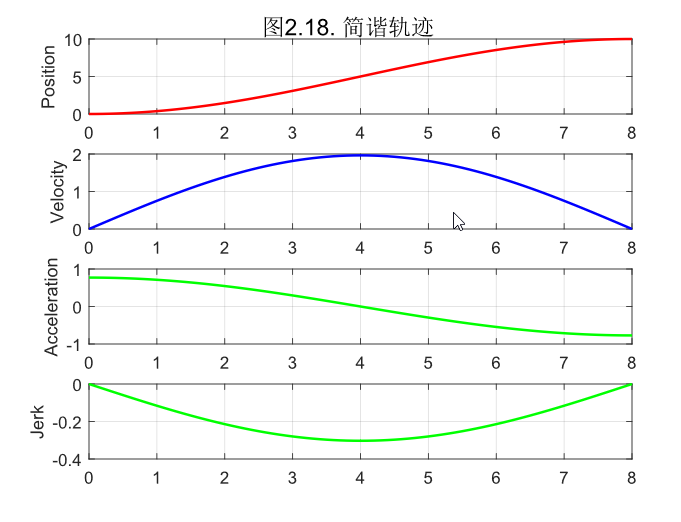 图2.18. 简谐轨迹
Position
10
5
0
0 1 2 3 4 5 6 7 8
Velocity
2
1
0
0 1 2 3 4 5 6 7 8
Acceleration
1
0
-1
0 1 2 3 4 5 6 7 8
Jerk
0
-0.2
-0.4
0 1 2 3 4 5 6 7 8